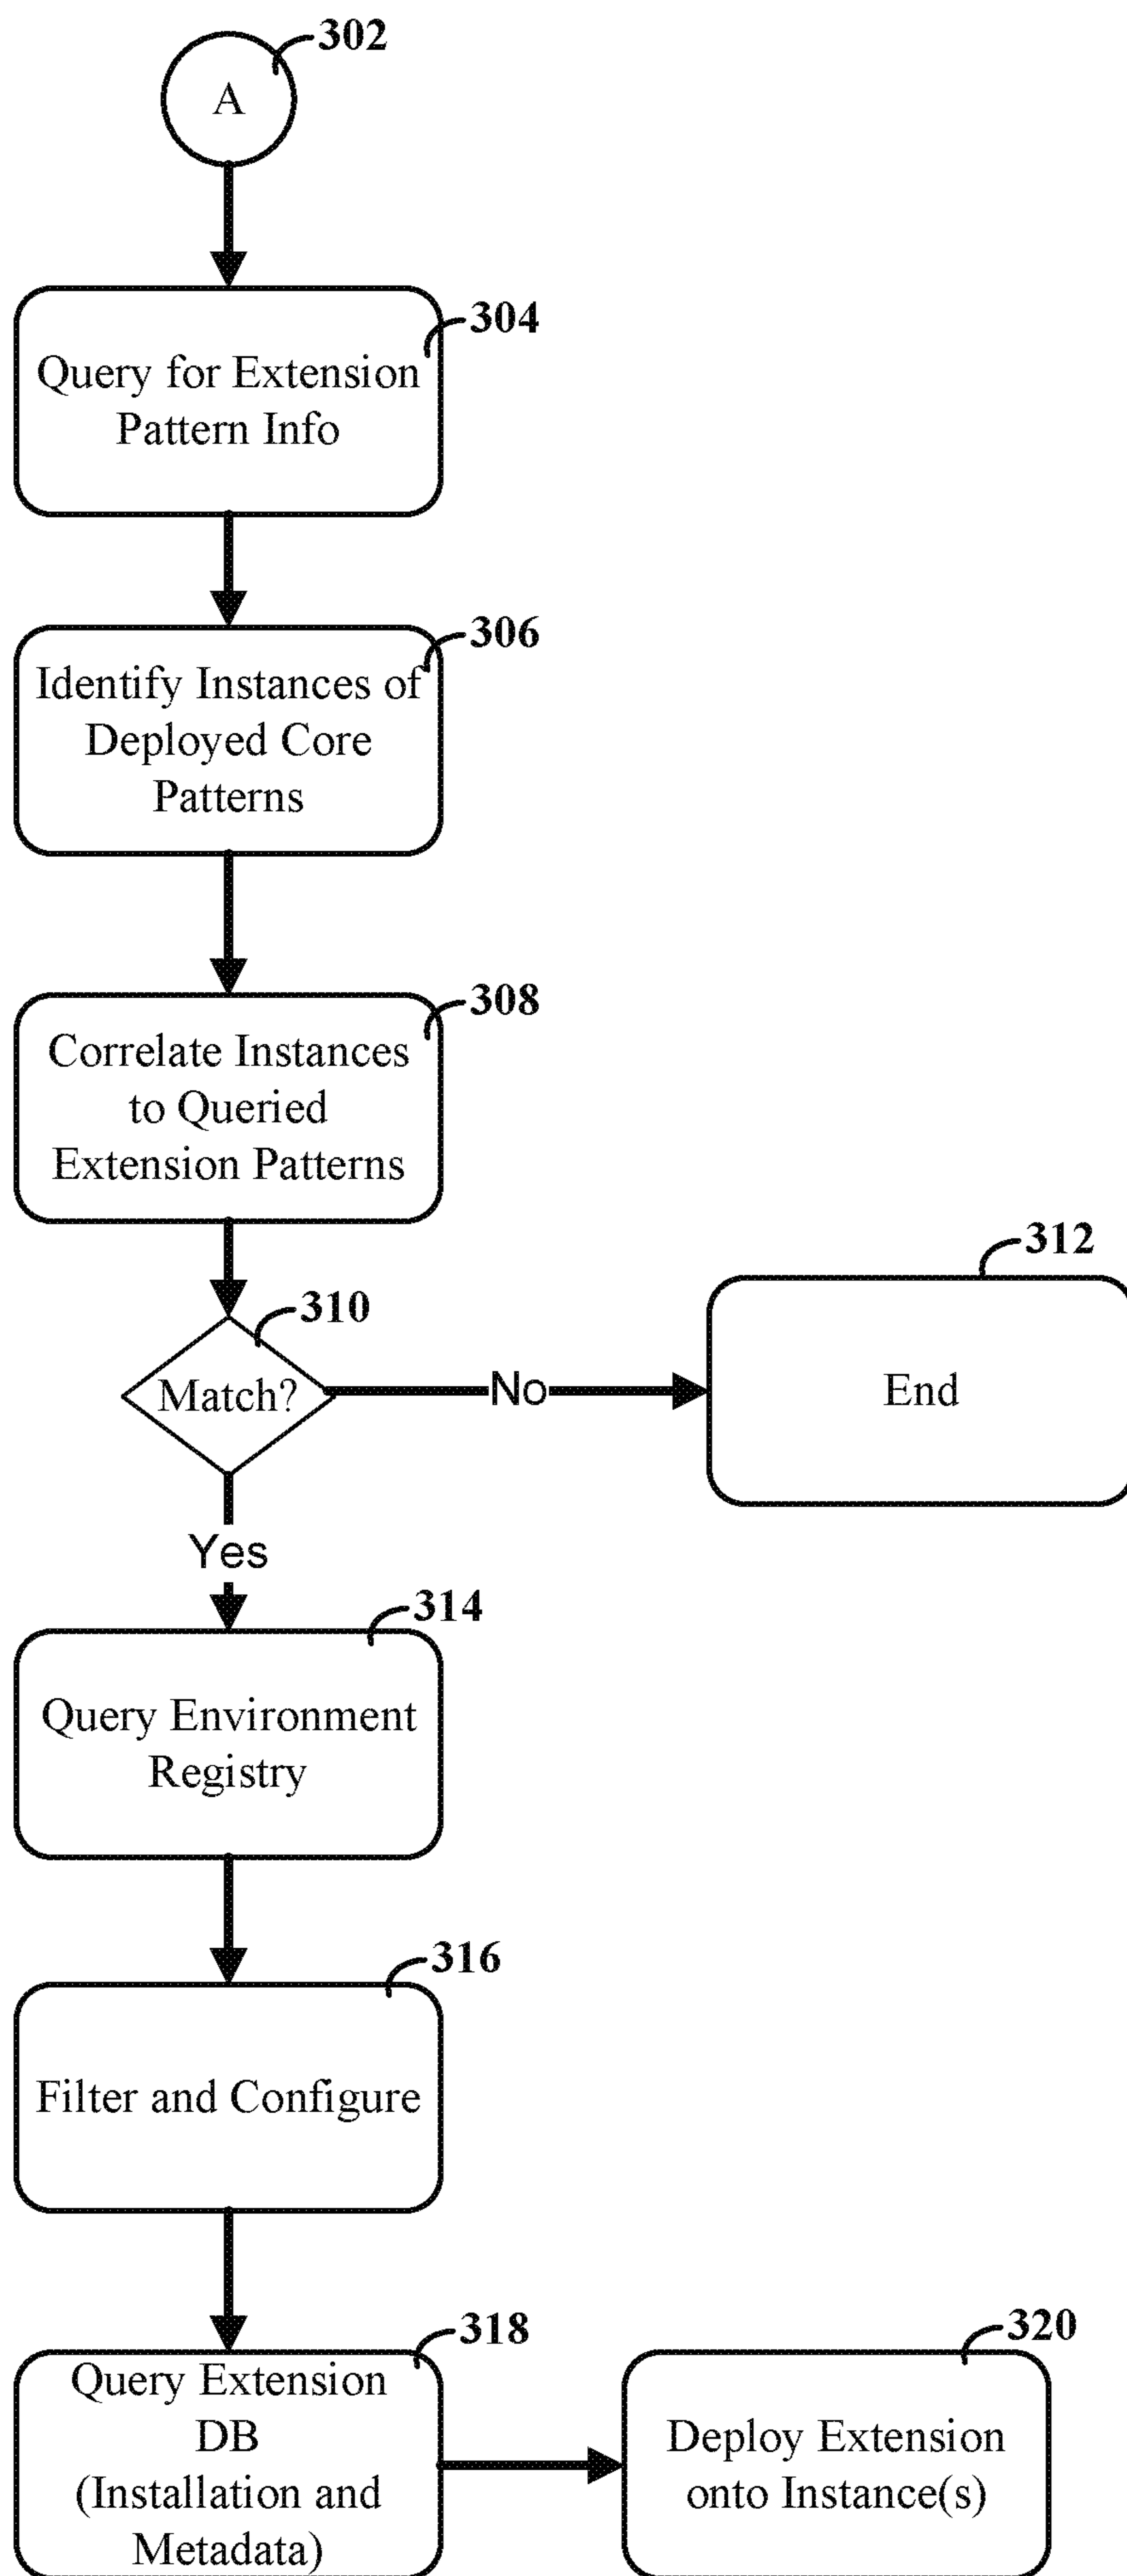 302
A
304
Query for Extension
Pattern Info
306
Identify Instances of
Deployed Core
Patterns
308
Correlate Instances
to Queried
Extension Patterns
310
Match?
No
312
End
Yes
314
Query Environment
Registry
316
Filter and Configure
318
Query Extension
DB
(Installation and
Metadata)
320
Deploy Extension
onto Instance(s)